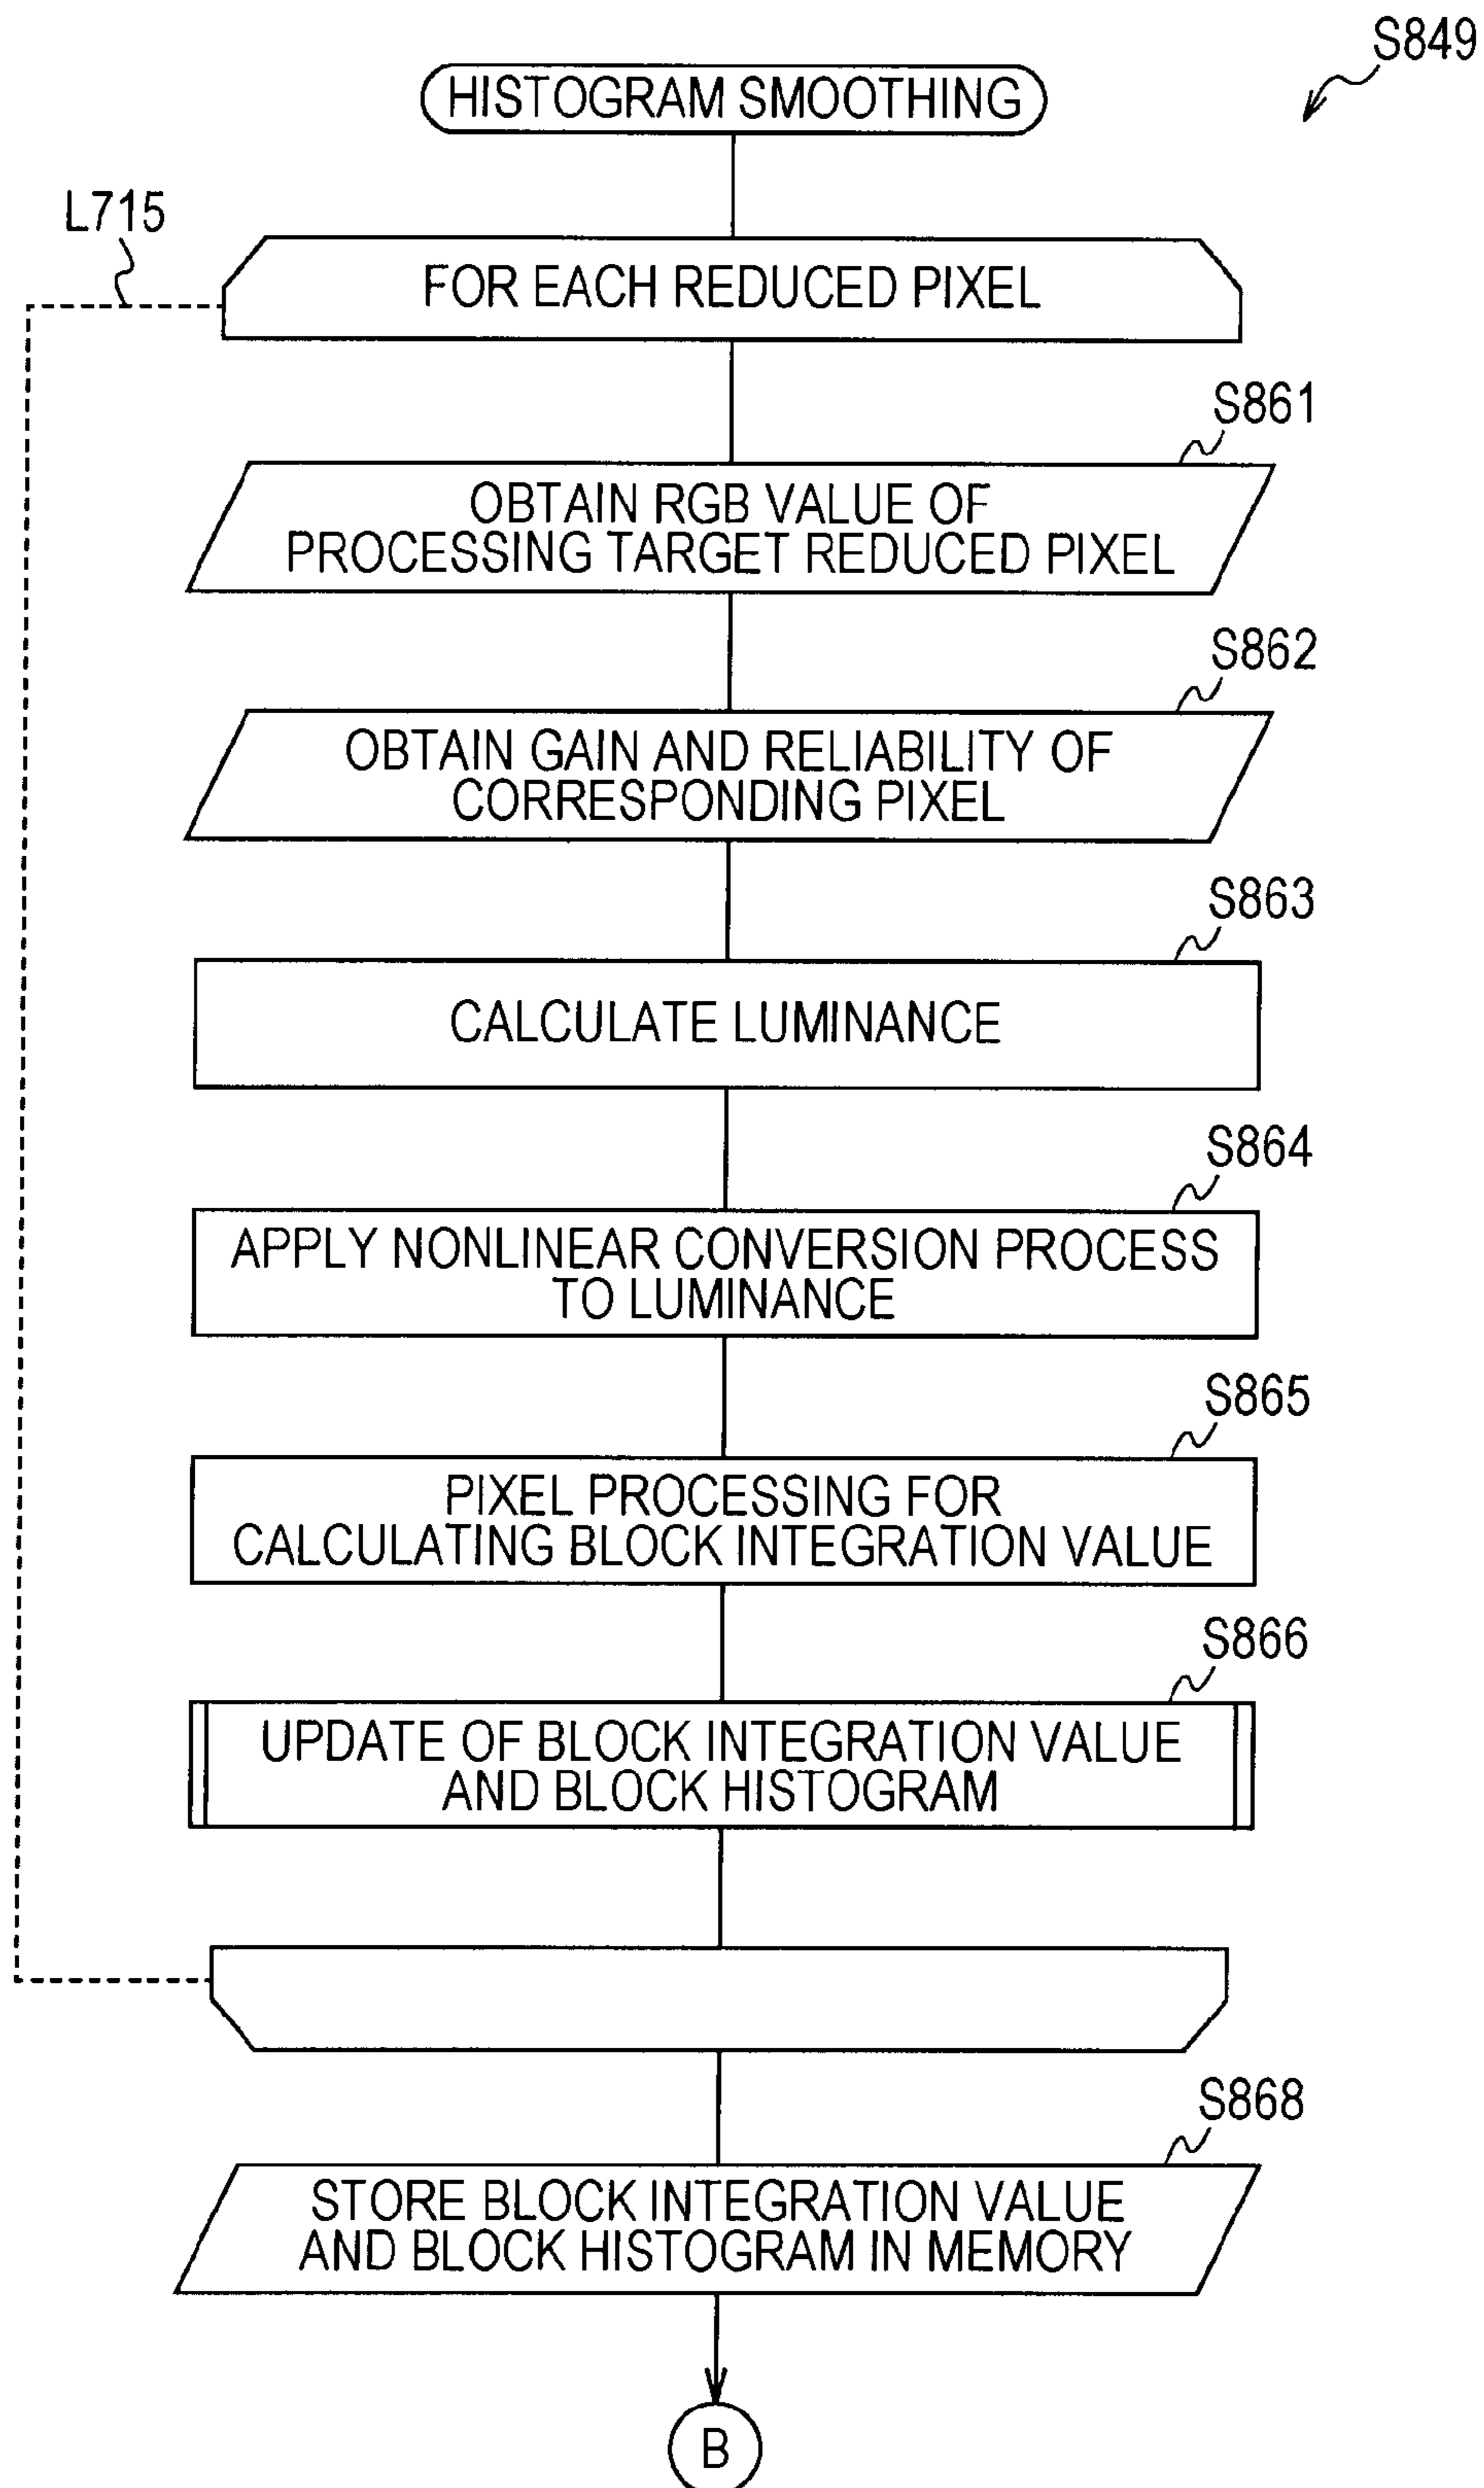 S849
HISTOGRAM SMOOTHING
L715
FOR EACH REDUCED PIXEL
S861
OBTAIN RGB VALUE OF
PROCESSING TARGET REDUCED PIXEL
S862
OBTAIN GAIN AND RELIABILITY OF
CORRESPONDING PIXEL
S863
CALCULATE LUMINANCE
S864
APPLY NONLINEAR CONVERSION PROCESS
TO LUMINANCE
S865
PIXEL PROCESSING FOR
CALCULATING BLOCK INTEGRATION VALUE
S866
UPDATE OF BLOCK INTEGRATION VALUE
AND BLOCK HISTOGRAM
S868
STORE BLOCK INTEGRATION VALUE
AND BLOCK HISTOGRAM IN MEMORY
B